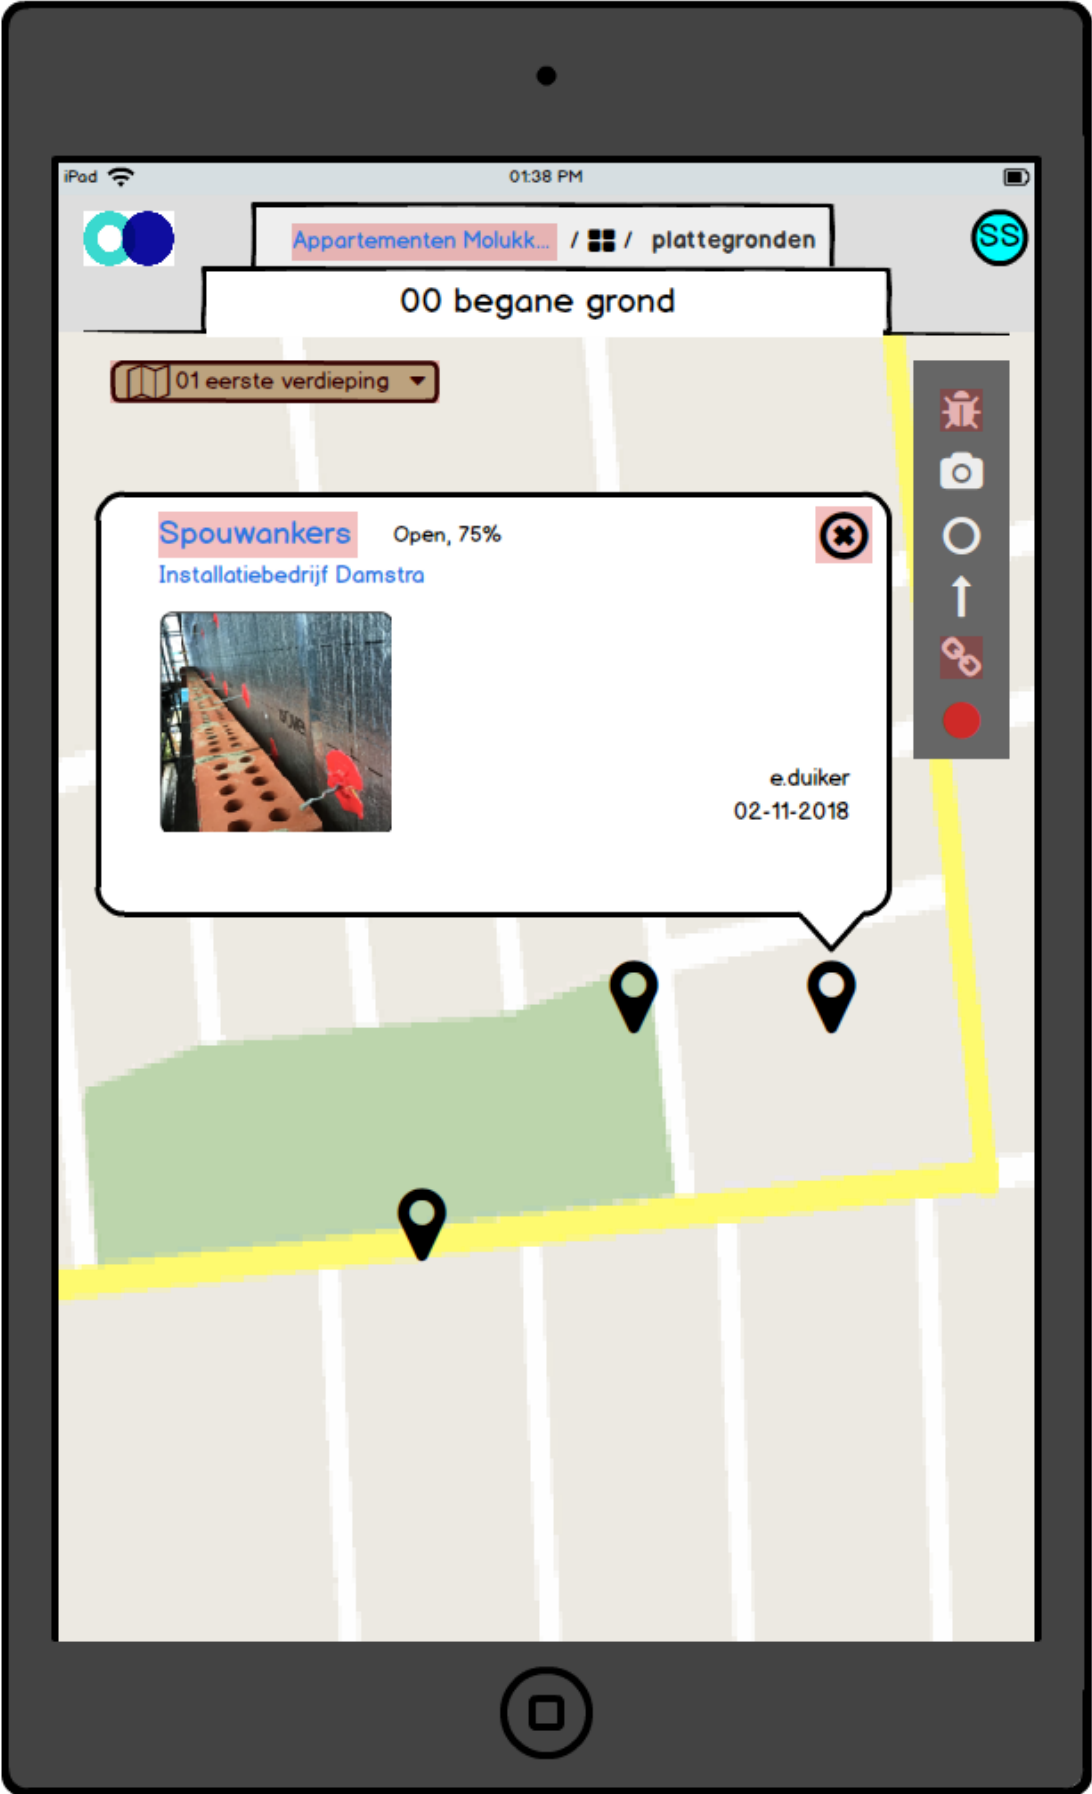 iPad 01:38 PM
Appartementen Molukk... / / plattegronden
SS
00 begane grond
01 eerste verdieping
Spouwankers Open, 75%
Installatiebedrijf Damstra
e.duiker
02-11-2018